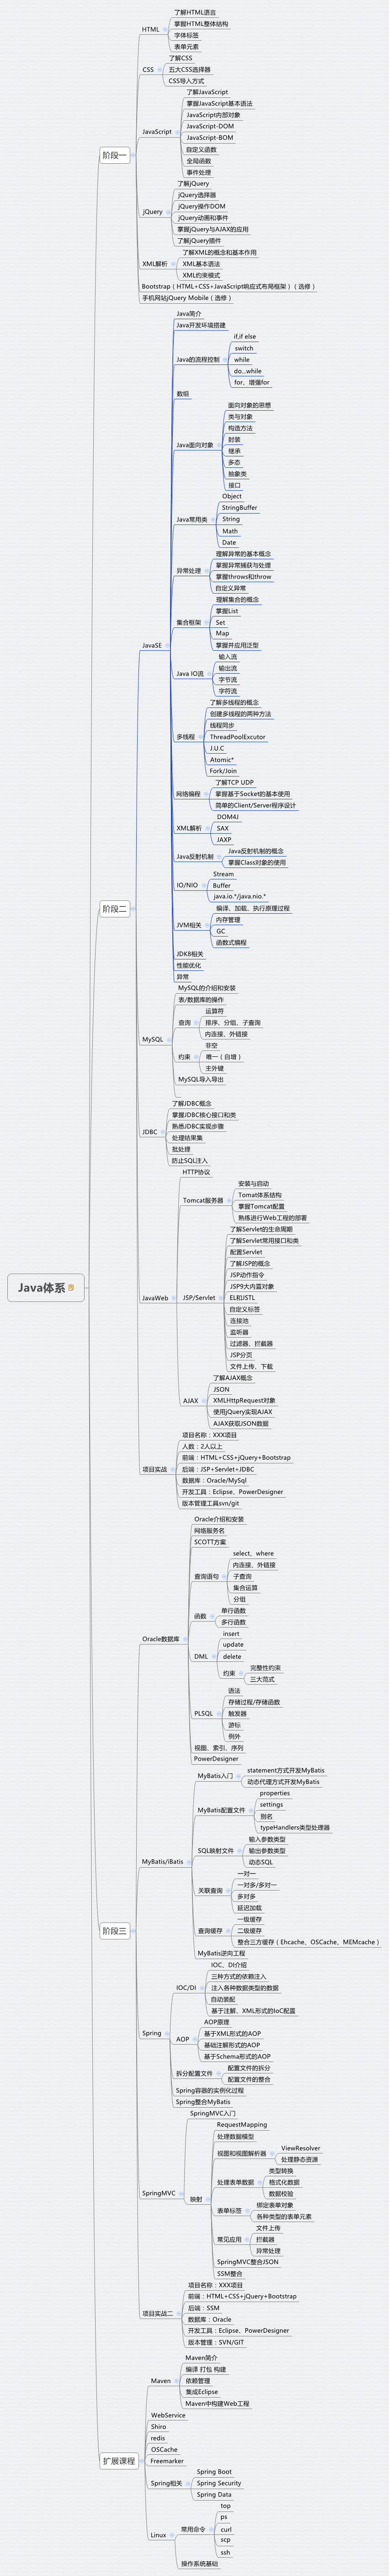 Java体系
阶段一
HTML
了解HTML语言
掌握HTML整体结构
字体标签
表单元素
CSS
了解CSS
五大CSS选择器
CSS导入方式
JavaScript
了解JavaScript
掌握JavaScript基本语法
JavaScript内部对象
JavaScript-DOM
JavaScript-BOM
自定义函数
全局函数
事件处理
jQuery
了解jQuery
jQuery选择器
jQuery操作DOM
jQuery动画和事件
掌握jQuery与AJAX的应用
了解jQuery插件
XML解析
了解XML的概念和基本作用
XML基本语法
XML约束模式
Bootstrap（HTML+CSS+JavaScript响应式布局框架）（选修）
手机网站jQuery Mobile（选修）
阶段二
JavaSE
Java简介
Java开发环境搭建
Java的流程控制
if,if else
switch
while
do...while
for、增强for
数组
Java面向对象
面向对象的思想
类与对象
构造方法
封装
继承
多态
抽象类
接口
Java常用类
Object
StringBuffer
String
Math
Date
异常处理
理解异常的基本概念
掌握异常捕获与处理
掌握throws和throw
自定义异常
集合框架
理解集合的概念
掌握List
Set
Map
掌握并应用泛型
Java IO流
输入流
输出流
字节流
字符流
多线程
了解多线程的概念
创建多线程的两种方法
线程同步
ThreadPoolExcutor
J.U.C
Atomic*
Fork/Join
网络编程
了解TCP UDP
掌握基于Socket的基本使用
简单的Client/Server程序设计
XML解析
DOM4J
SAX
JAXP
Java反射机制
Java反射机制的概念
掌握Class对象的使用
IO/NIO
Stream
Buffer
java.io.*/java.nio.*
JVM相关
编译、加载、执行原理过程
内存管理
GC
函数式编程
JDK8相关
性能优化
异常
MySQL
MySQL的介绍和安装
表/数据库的操作
查询
运算符
排序、分组、子查询
内连接、外链接
约束
非空
唯一（自增）
主外键
MySQL导入导出
JDBC
了解JDBC概念
掌握JDBC核心接口和类
熟悉JDBC实现步骤
处理结果集
批处理
防止SQL注入
JavaWeb
HTTP协议
Tomcat服务器
安装与启动
Tomat体系结构
掌握Tomcat配置
熟练进行Web工程的部署
JSP/Servlet
了解Servlet的生命周期
了解Servlet常用接口和类
配置Servlet
了解JSP的概念
JSP动作指令
JSP9大内置对象
EL和JSTL
自定义标签
连接池
监听器
过滤器、拦截器
JSP分页
文件上传、下载
AJAX
了解AJAX概念
JSON
XMLHttpRequest对象
使用jQuery实现AJAX
AJAX获取JSON数据
项目实战
项目名称：XXX项目
人数：2人以上
前端：HTML+CSS+jQuery+Bootstrap
后端：JSP+Servlet+JDBC
数据库：Oracle/MySql
开发工具：Eclipse、PowerDesigner
版本管理工具svn/git
阶段三
Oracle数据库
Oracle介绍和安装
网络服务名
SCOTT方案
查询语句
select、where
内连接、外链接
子查询
集合运算
分组
函数
单行函数
多行函数
DML
insert
update
delete
约束
完整性约束
三大范式
PLSQL
语法
存储过程/存储函数
触发器
游标
例外
视图、索引、序列
PowerDesigner
MyBatis/iBatis
MyBatis入门
statement方式开发MyBatis
动态代理方式开发MyBatis
MyBatis配置文件
properties
settings
别名
typeHandlers类型处理器
SQL映射文件
输入参数类型
输出参数类型
动态SQL
关联查询
一对一
一对多/多对一
多对多
延迟加载
查询缓存
一级缓存
二级缓存
整合三方缓存（Ehcache、OSCache、MEMcache）
MyBatis逆向工程
Spring
IOC/DI
IOC、DI介绍
三种方式的依赖注入
注入各种数据类型的数据
自动装配
基于注解、XML形式的IoC配置
AOP
AOP原理
基于XML形式的AOP
基础注解形式的AOP
基于Schema形式的AOP
拆分配置文件
配置文件的拆分
配置文件的整合
Spring容器的实例化过程
Spring整合MyBatis
SpringMVC
SpringMVC入门
映射
RequestMapping
处理数据模型
视图和视图解析器
ViewResolver
处理静态资源
处理表单数据
类型转换
格式化数据
数据校验
表单标签
绑定表单对象
各种类型的表单元素
常见应用
文件上传
拦截器
异常处理
SpringMVC整合JSON
SSM整合
项目实战二
项目名称：XXX项目
前端：HTML+CSS+jQuery+Bootstrap
后端：SSM
数据库：Oracle
开发工具：Eclipse、PowerDesigner
版本管理：SVN/GIT
扩展课程
Maven
Maven简介
编译 打包 构建
依赖管理
集成Eclipse
Maven中构建Web工程
WebService
Shiro
redis
OSCache
Freemarker
Spring相关
Spring Boot
Spring Security
Spring Data
Linux
常用命令
top
ps
curl
scp
ssh
操作系统基础